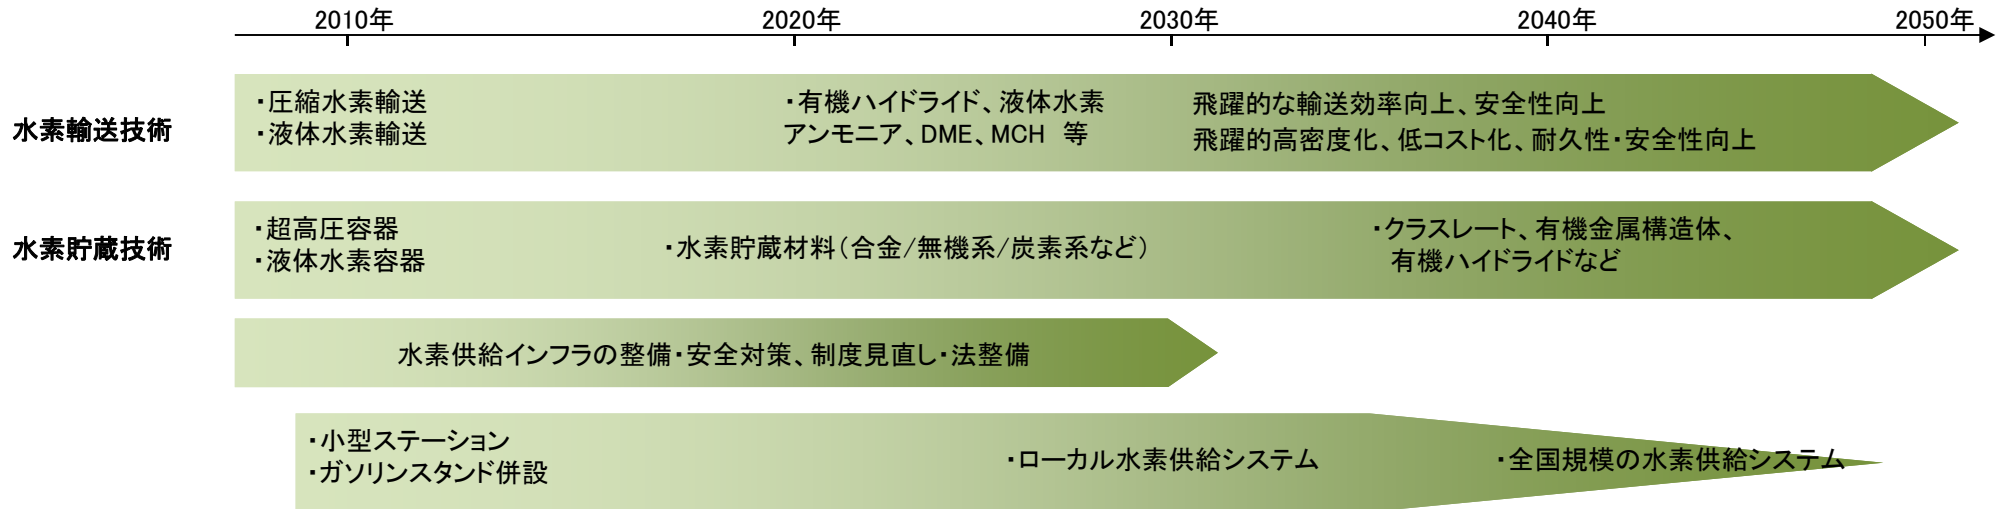 2010年 2020年 2030年 2040年 2050年
水素輸送技術
・圧縮水素輸送
・液体水素輸送
・有機ハイドライド、液体水素
アンモニア、DME、MCH 等
飛躍的な輸送効率向上、安全性向上
飛躍的高密度化、低コスト化、耐久性・安全性向上
水素貯蔵技術
・超高圧容器
・液体水素容器
・水素貯蔵材料（合金/無機系/炭素系など）
・クラスレート、有機金属構造体、
有機ハイドライドなど
水素供給インフラの整備・安全対策、制度見直し・法整備
・小型ステーション
・ガソリンスタンド併設
・ローカル水素供給システム
・全国規模の水素供給システム